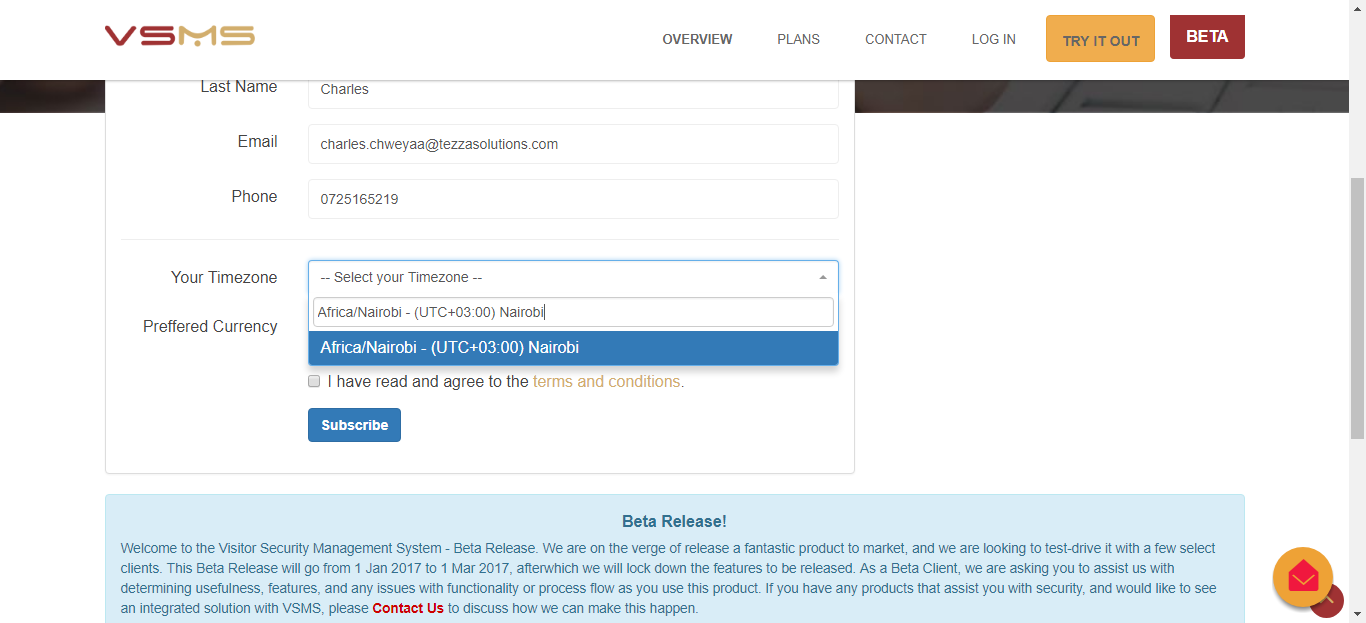 VSMS
OVERVIEW
PLANS
CONTACT
LOG IN
TRY IT OUT
BETA
Last Name
Charles
Email
charles.chweyaa@tezzasolutions.com
Phone
0725165219
Your Timezone
-- Select your Timezone --
Africa/Nairobi - (UTC+03:00) Nairobi
Preffered Currency
Africa/Nairobi - (UTC+03:00) Nairobi
I have read and agree to the terms and conditions.
Subscribe
Beta Release!
Welcome to the Visitor Security Management System - Beta Release. We are on the verge of release a fantastic product to market, and we are looking to test-drive it with a few select
clients. This Beta Release will go from 1 Jan 2017 to 1 Mar 2017, afterwhich we will lock down the features to be released. As a Beta Client, we are asking you to assist us with
determining usefulness, features, and any issues with functionality or process flow as you use this product. If you have any products that assist you with security, and would like to see
an integrated solution with VSMS, please Contact Us to discuss how we can make this happen.